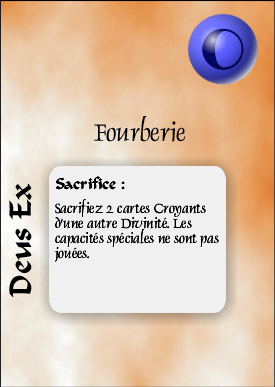 Fourberie
Sacrifice :
Sacrifiez 2 cartes Croyants
d'une autre Divinité. Les
capacités spéciales ne sont pas
jouées.
Deus Ex